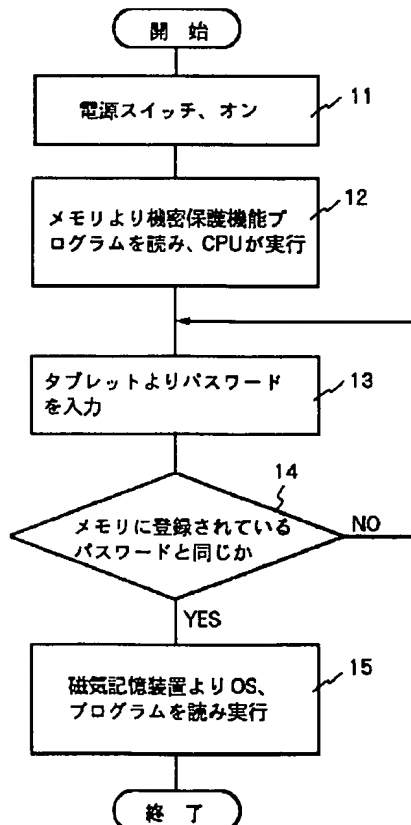 開始
電源スイッチ、オン
11
12
メモリより機密保護機能プ
ログラムを読み、CPUが実行
タブレットよりパスワード
を入力
13
14
メモリに登録されている
パスワードと同じか
NO
YES
15
磁気記憶装置よりOS、
プログラムを読み実行
終了